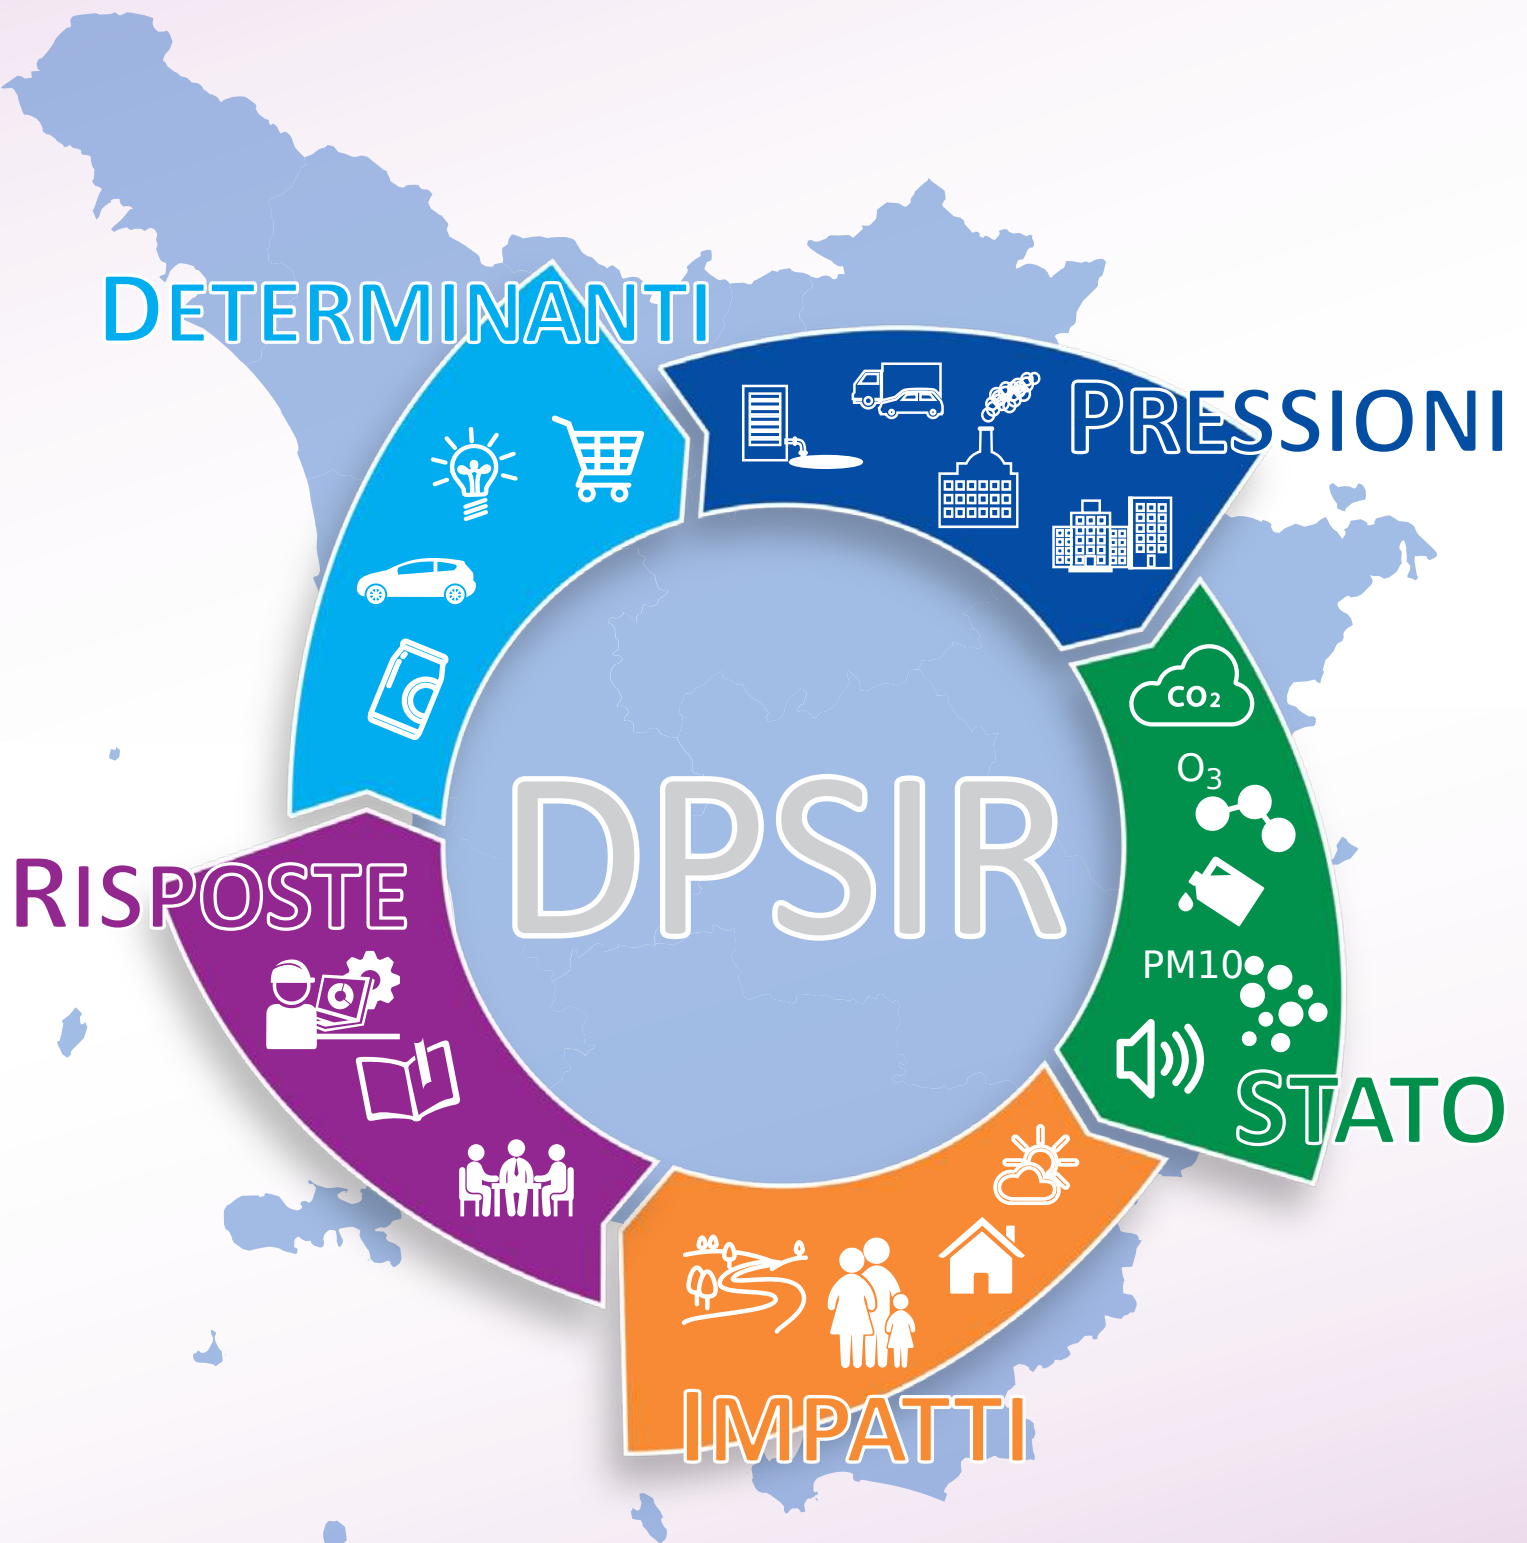 DETERMINANTI
PRESSIONI
CO₂
O₃
DPSIR
RISPOSTE
PM10
STATO
IMPATTI